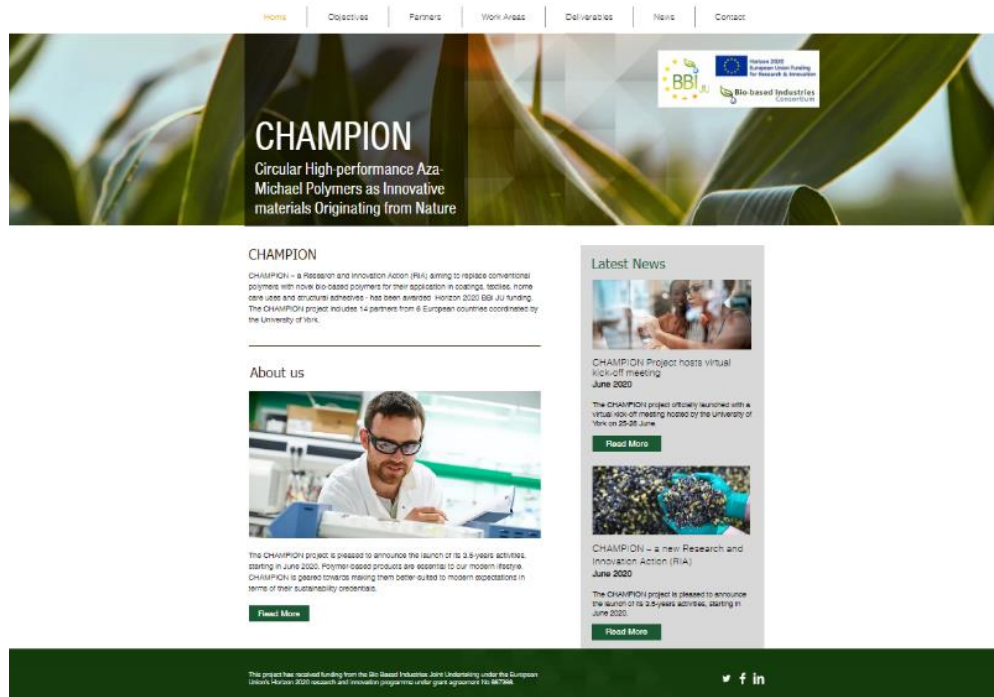 Home
Objectives
Partners
Work Areas
Deliverables
News
Contact
BBI JU
Horizon 2020
European Union Funding
for Research & Innovation
Bio-based Industries
Consortium
CHAMPION
Circular High-performance Aza-
Michael Polymers as Innovative
materials Originating from Nature
CHAMPION
CHAMPION – a Research and Innovation Action (RIA) aiming to replace conventional
polymers with novel bio-based polymers for their application in coatings, textiles, home
care uses and structural adhesives - has been awarded Horizon 2020 BBI JU funding.
The CHAMPION project includes 14 partners from 6 European countries coordinated by
the University of York.
About us
The CHAMPION project is pleased to announce the launch of its 3.5-years activities,
starting in June 2020. Polymer-based products are essential to our modern lifestyle.
CHAMPION is geared towards making them better-suited to modern expectations in
terms of their sustainability credentials.
Read More
Latest News
CHAMPION Project hosts virtual
kick-off meeting
June 2020
The CHAMPION project officially launched with a
virtual kick-off meeting hosted by the University of
York on 25-26 June
Read More
CHAMPION – a new Research and
Innovation Action (RIA)
June 2020
The CHAMPION project is pleased to announce
the launch of its 3.5-years activities, starting in
June 2020.
Read More
This project has received funding from the Bio Based Industries Joint Undertaking under the European
Union's Horizon 2020 research and innovation programme under grant agreement No